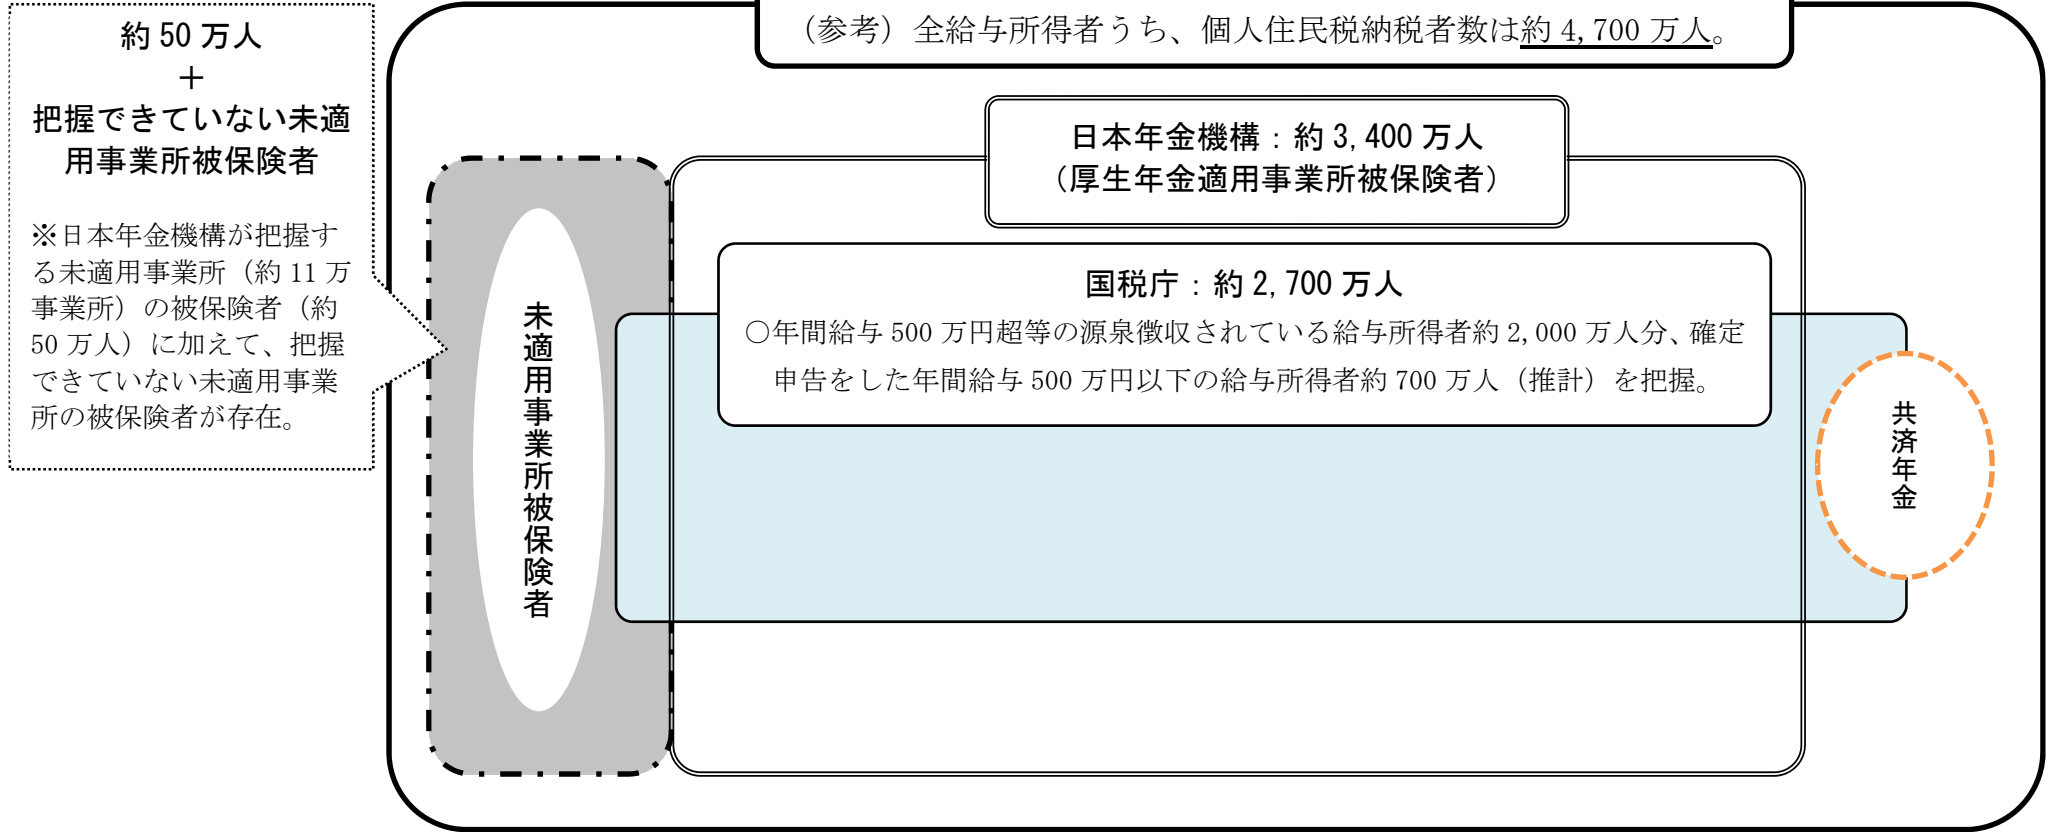 （参考）全給与所得者うち、個人住民税納税者数は約 4,700 万人。
約 50 万人
＋
把握できていない未適
用事業所被保険者
※日本年金機構が把握す
る未適用事業所（約 11 万
事業所）の被保険者（約
50 万人）に加えて、把握
できていない未適用事業
所の被保険者が存在。
日本年金機構：約 3,400 万人
（厚生年金適用事業所被保険者）
国税庁：約 2,700 万人
○年間給与 500 万円超等の源泉徴収されている給与所得者約 2,000 万人分、確定
申告をした年間給与 500 万円以下の給与所得者約 700 万人（推計）を把握。
未適用事業所被保険者
共済年金